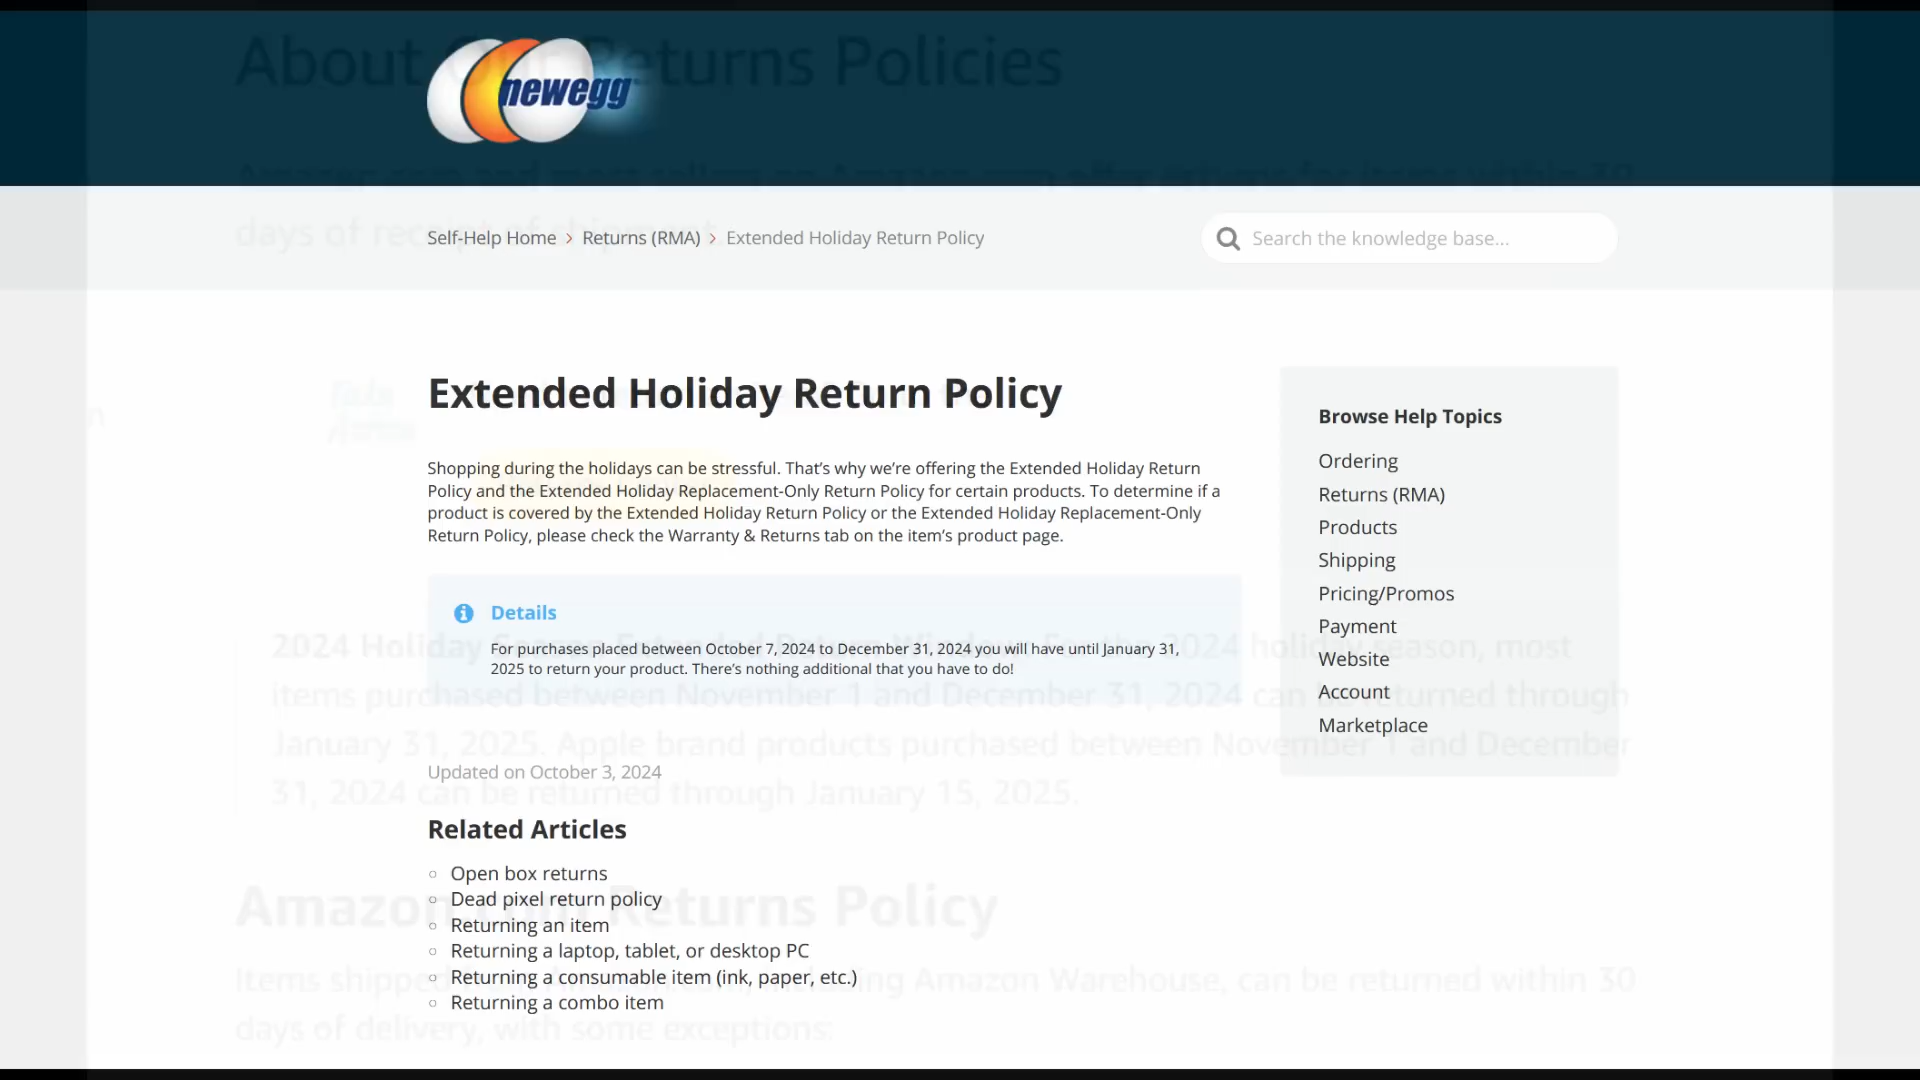 About Our Returns Policies
newegg
days of receipt of shipment.
Self-Help Home > Returns (RMA) > Extended Holiday Return Policy
Search the knowledge base...
Extended Holiday Return Policy
Shopping during the holidays can be stressful. That’s why we’re offering the Extended Holiday Return
Policy and the Extended Holiday Replacement-Only Return Policy for certain products. To determine if a
product is covered by the Extended Holiday Return Policy or the Extended Holiday Replacement-Only
Return Policy, please check the Warranty & Returns tab on the item’s product page.
Details
For purchases placed between October 7, 2024 to December 31, 2024 you will have until January 31,
2025 to return your product. There’s nothing additional that you have to do!
Updated on October 3, 2024
Related Articles
Open box returns
Dead pixel return policy
Returning an item
Returning a laptop, tablet, or desktop PC
Returning a consumable item (ink, paper, etc.)
Returning a combo item
Browse Help Topics
Ordering
Returns (RMA)
Products
Shipping
Pricing/Promos
Payment
Website
Account
Marketplace
2024 Holiday Season Extended Return Window: For the 2024 holiday season, most
items purchased between November 1 and December 31, 2024 can be returned through
January 31, 2025. Apple brand products purchased between November 1 and December
31, 2024 can be returned through January 15, 2025.
Amazon.com Returns Policy
Items shipped from Amazon.com, including Amazon Warehouse, can be returned within 30
days of delivery, with some exceptions: